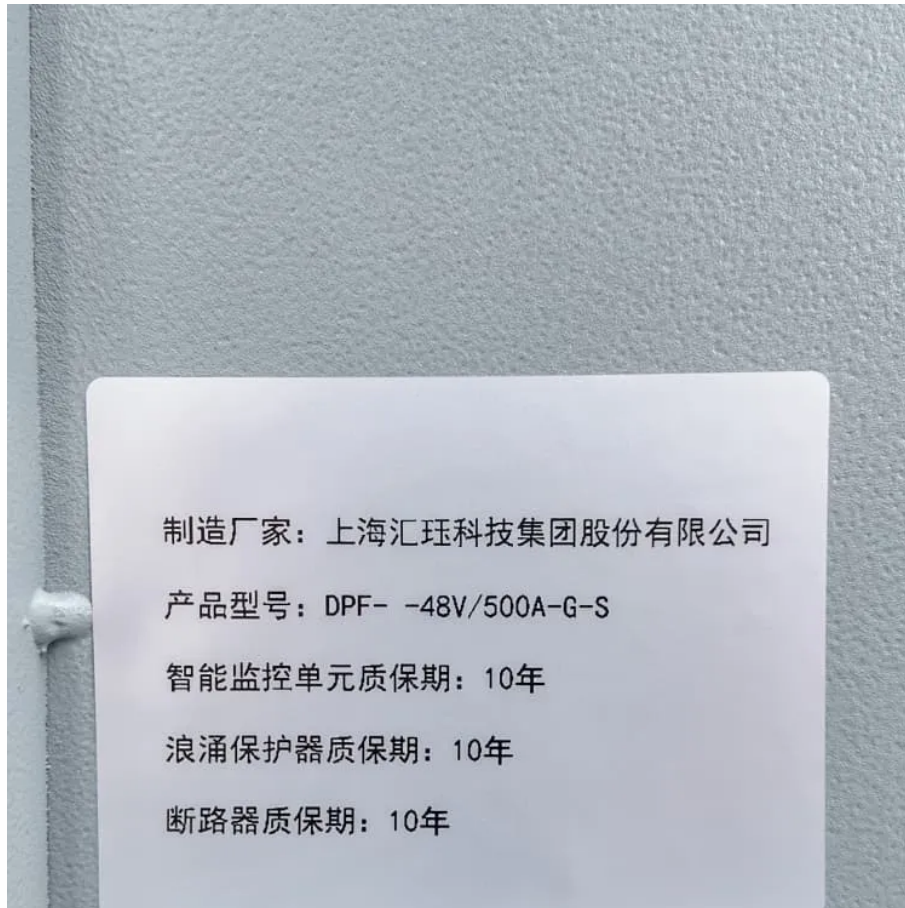 制造厂家：上海汇珏科技集团股份有限公司
产品型号：DPF- -48V/500A-G-S
智能监控单元质保期：10年
浪涌保护器质保期：10年
断路器质保期：10年